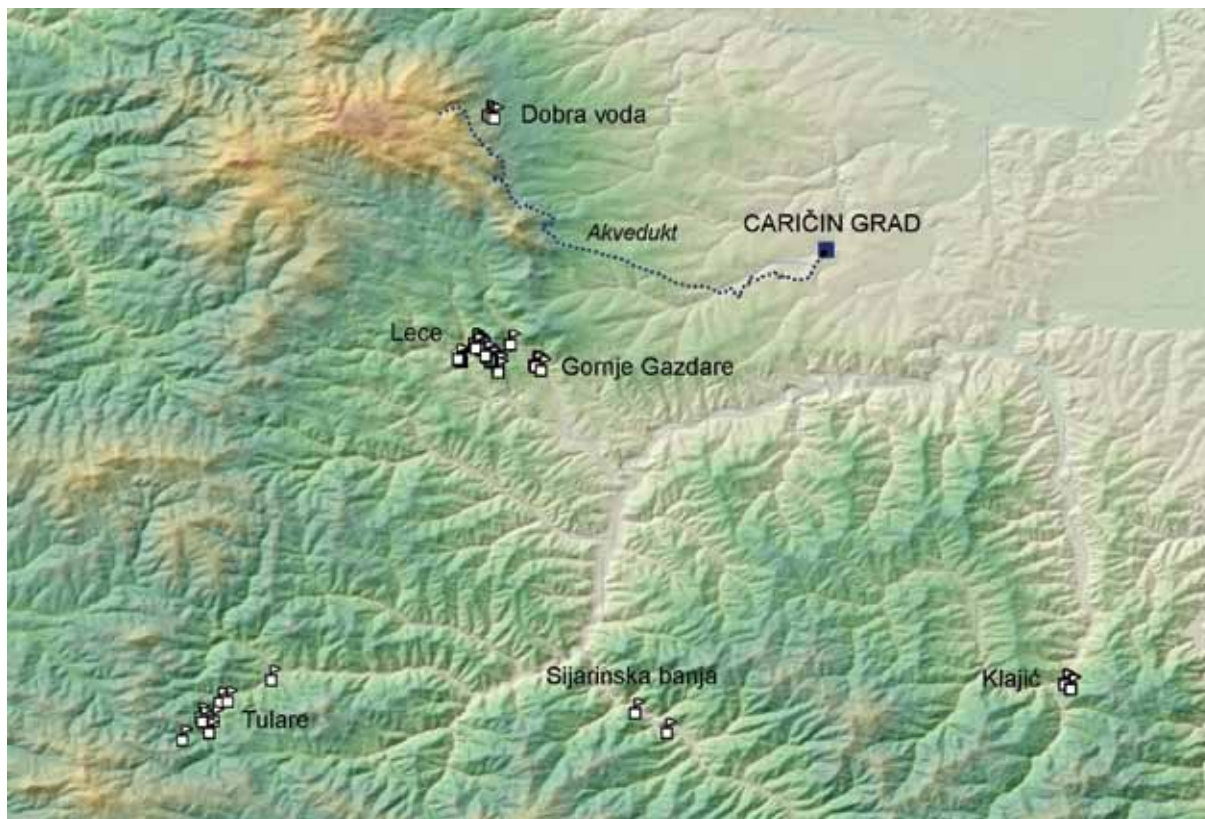 Dobra voda
CARIČIN GRAD
Akvedukt
Lece
Gornje Gazdare
Sijarinska banja
Klajić
Tulare